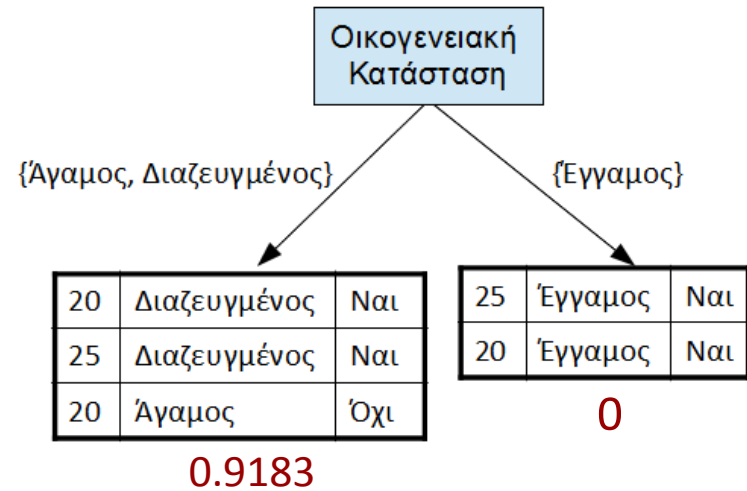 Οικογενειακή
Κατάσταση
{Άγαμος, Διαζευγμένος}
{Έγγαμος}
20 Διαζευγμένος Ναι
25 Διαζευγμένος Ναι
20 Άγαμος Όχι
0.9183
25 Έγγαμος Ναι
20 Έγγαμος Ναι
0